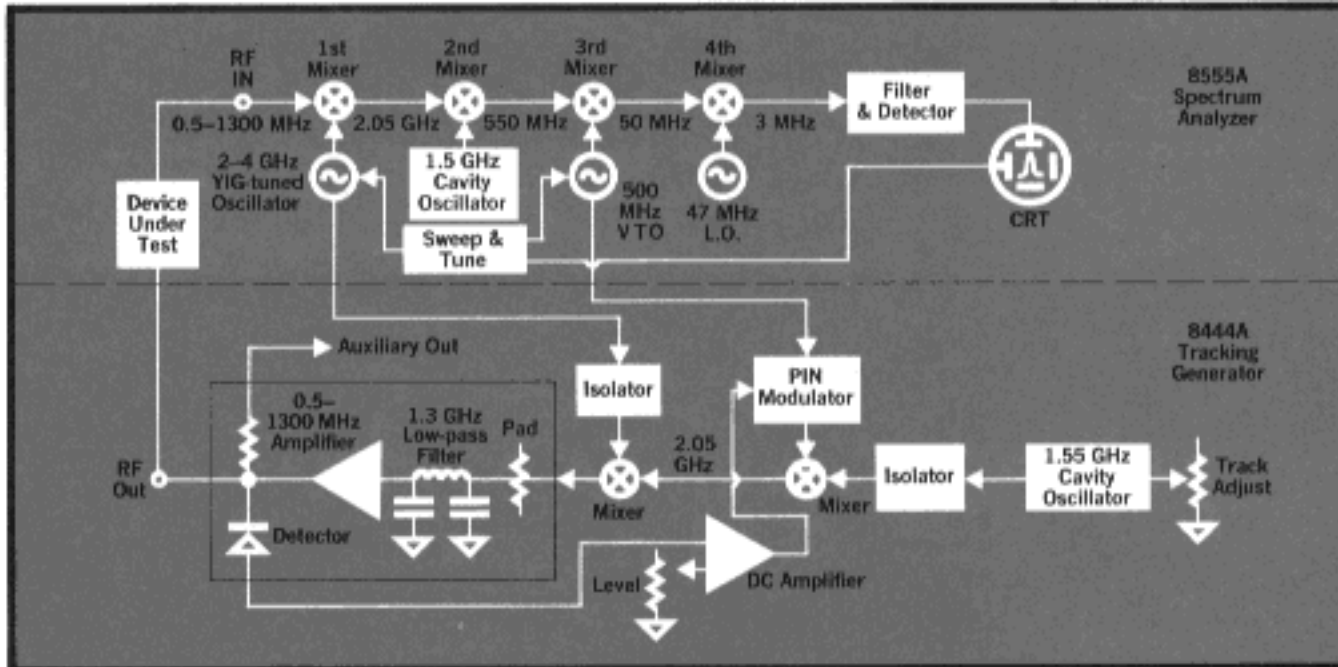 RF
IN
1st
Mixer
2nd
Mixer
3rd
Mixer
4th
Mixer
Filter
& Detector
8555A
Spectrum
Analyzer
0.5–1300 MHz
2.05 GHz
550 MHz
50 MHz
3 MHz
2–4 GHz
YIG-tuned
Oscillator
1.5 GHz
Cavity
Oscillator
500
MHz
VTO
47 MHz
L.O.
CRT
Device
Under
Test
Sweep &
Tune
8444A
Tracking
Generator
Auxiliary Out
Isolator
PIN
Modulator
0.5–
1300 MHz
Amplifier
1.3 GHz
Low-pass
Filter
Pad
2.05
GHz
RF
Out
Mixer
Mixer
Isolator
1.55 GHz
Cavity
Oscillator
Track
Adjust
Detector
Level
DC Amplifier